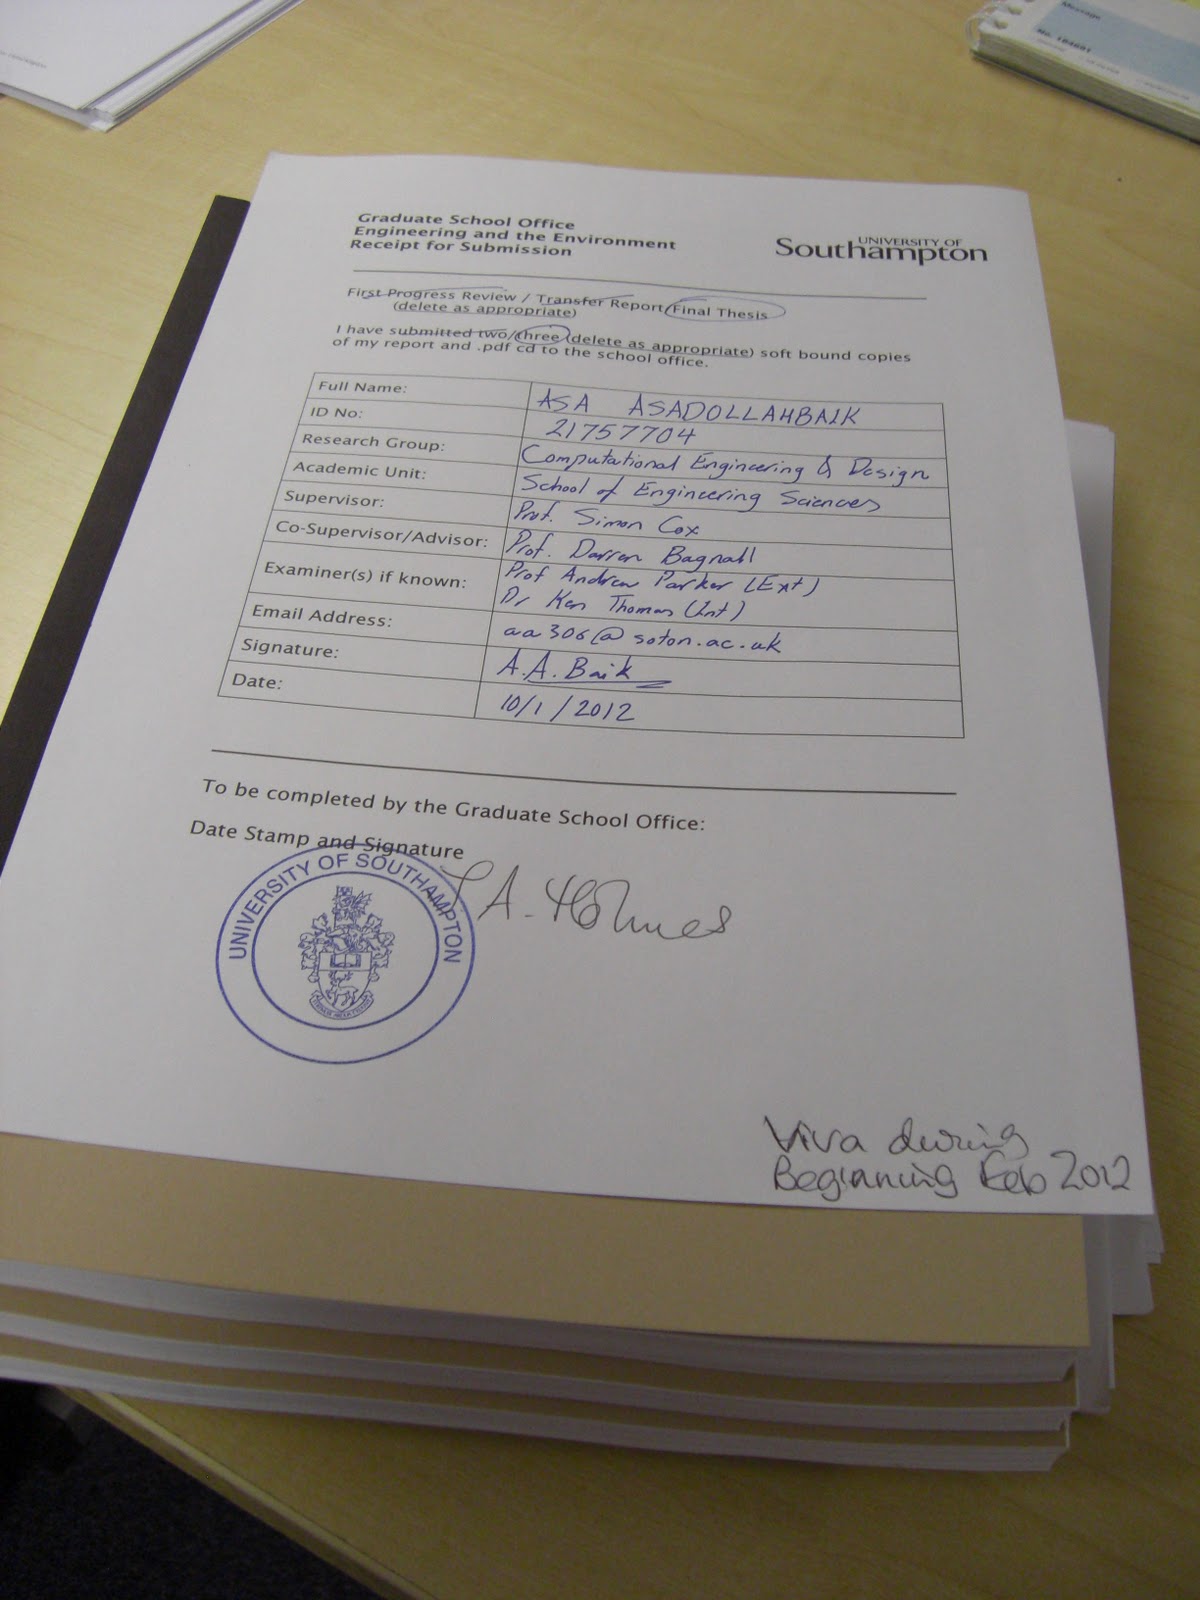 Message
No. 184681
Graduate School Office
Engineering and the Environment
Receipt for Submission
UNIVERSITY OF
Southampton
First Progress Review / Transfer Report/Final Thesis
(delete as appropriate)
I have submitted two/three (delete as appropriate) soft bound copies
of my report and .pdf cd to the school office.
Full Name: ASA ASADOLLAHBAIK
ID No: 21757704
Research Group: Computational Engineering & Design
Academic Unit: School of Engineering Sciences
Supervisor: Prof. Simon Cox
Co-Supervisor/Advisor: Prof. Darren Bagnall
Examiner(s) if known: Prof Andrew Parker (Ext)
Dr Ken Thomas (Int)
Email Address: aa306@soton.ac.uk
Signature: A.A.Baik
Date: 10/1/2012
To be completed by the Graduate School Office:
Date Stamp and Signature
UNIVERSITY OF SOUTHAMPTON
A. Holmes
Viva during
Beginning Feb 2012